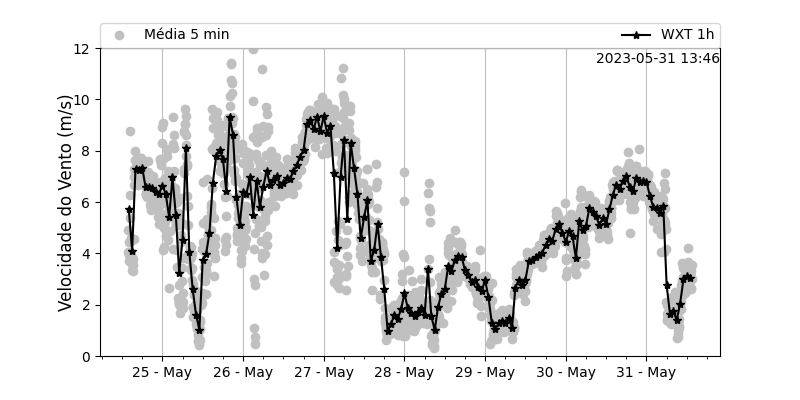 Média 5 min
WXT 1h
2023-05-31 13:46
Velocidade do Vento (m/s)
12
10
8
6
4
2
0
25 - May
26 - May
27 - May
28 - May
29 - May
30 - May
31 - May